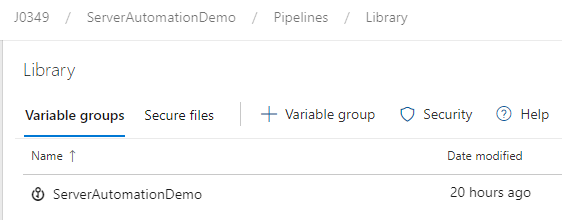 J0349 / ServerAutomationDemo / Pipelines / Library
Library
Variable groups Secure files + Variable group Security ? Help
Name ↑ Date modified
ServerAutomationDemo 20 hours ago